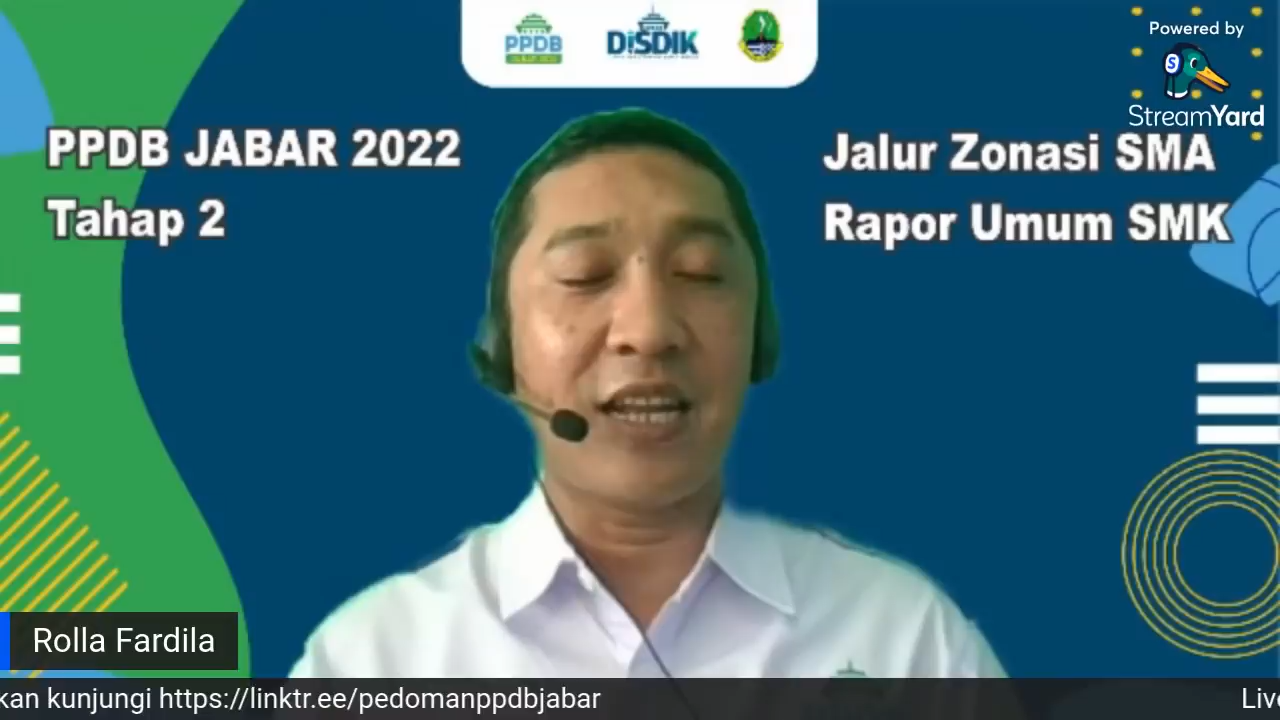 PPDB
DISDIK
Powered by
S
StreamYard
PPDB JABAR 2022
Tahap 2
Jalur Zonasi SMA
Rapor Umum SMK
Rolla Fardila
kan kunjungi https://linktr.ee/pedomanppdbjabar
Live